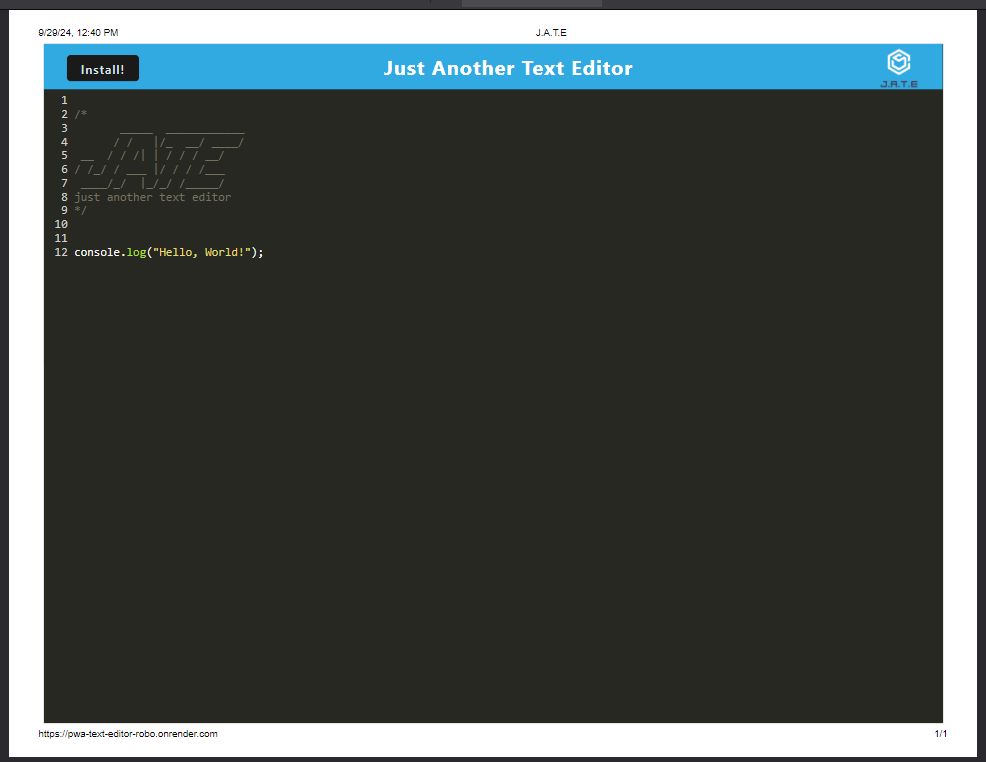 9/29/24, 12:40 PM J.A.T.E
Install! Just Another Text Editor
J.A.T.E
1
2 /*
3        _____  ____________
4       / /   |/_  __/ ____/
5  __  / / /| | / / / __/
6 / /_/ / ___ |/ / / /___
7  ____/_/  |_/_/ /_____/
8 just another text editor
9 */
10
11
12 console.log("Hello, World!");
https://pwa-text-editor-robo.onrender.com 1/1